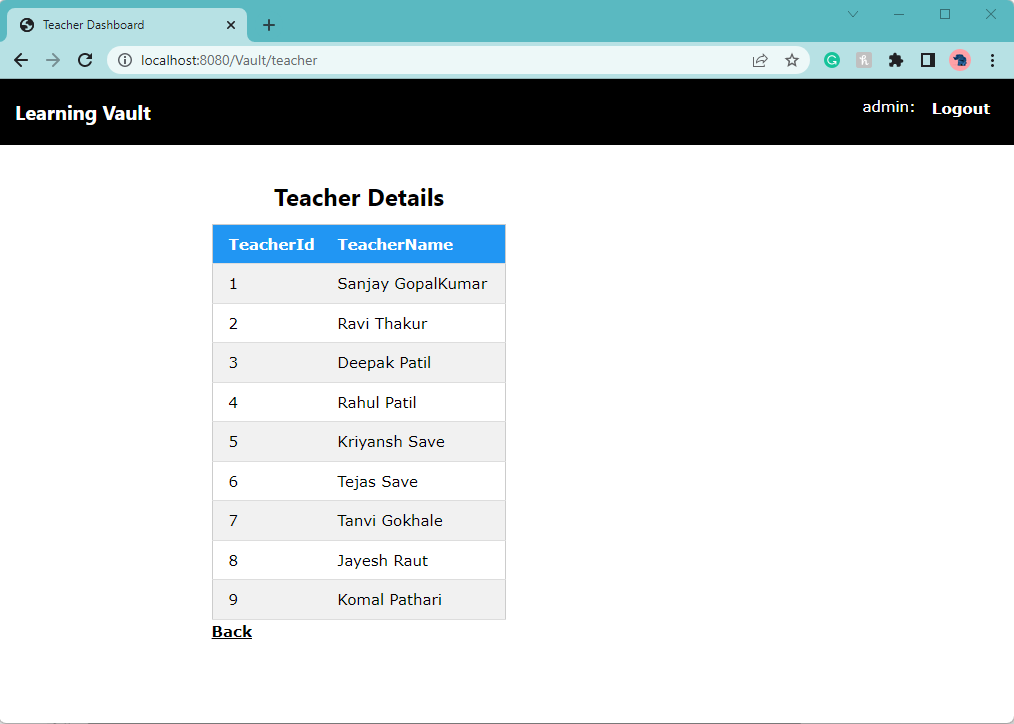 Teacher Dashboard
localhost:8080/Vault/teacher
Learning Vault
admin:
Logout
Teacher Details
TeacherId TeacherName
1 Sanjay GopalKumar
2 Ravi Thakur
3 Deepak Patil
4 Rahul Patil
5 Kriyansh Save
6 Tejas Save
7 Tanvi Gokhale
8 Jayesh Raut
9 Komal Pathari
Back